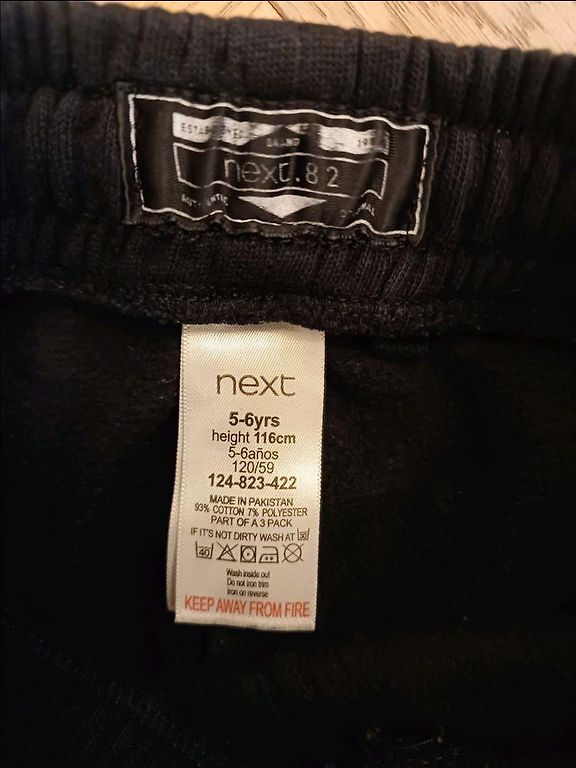 BRAND
next.82
AUTHENTIC
next
5-6yrs
height 116cm
5-6años
120/59
124-823-422
MADE IN PAKISTAN
93% COTTON 7% POLYESTER
PART OF A 3 PACK
IF IT'S NOT DIRTY WASH AT 30
40
Wash inside out
Do not iron trim
Iron on reverse
KEEP AWAY FROM FIRE